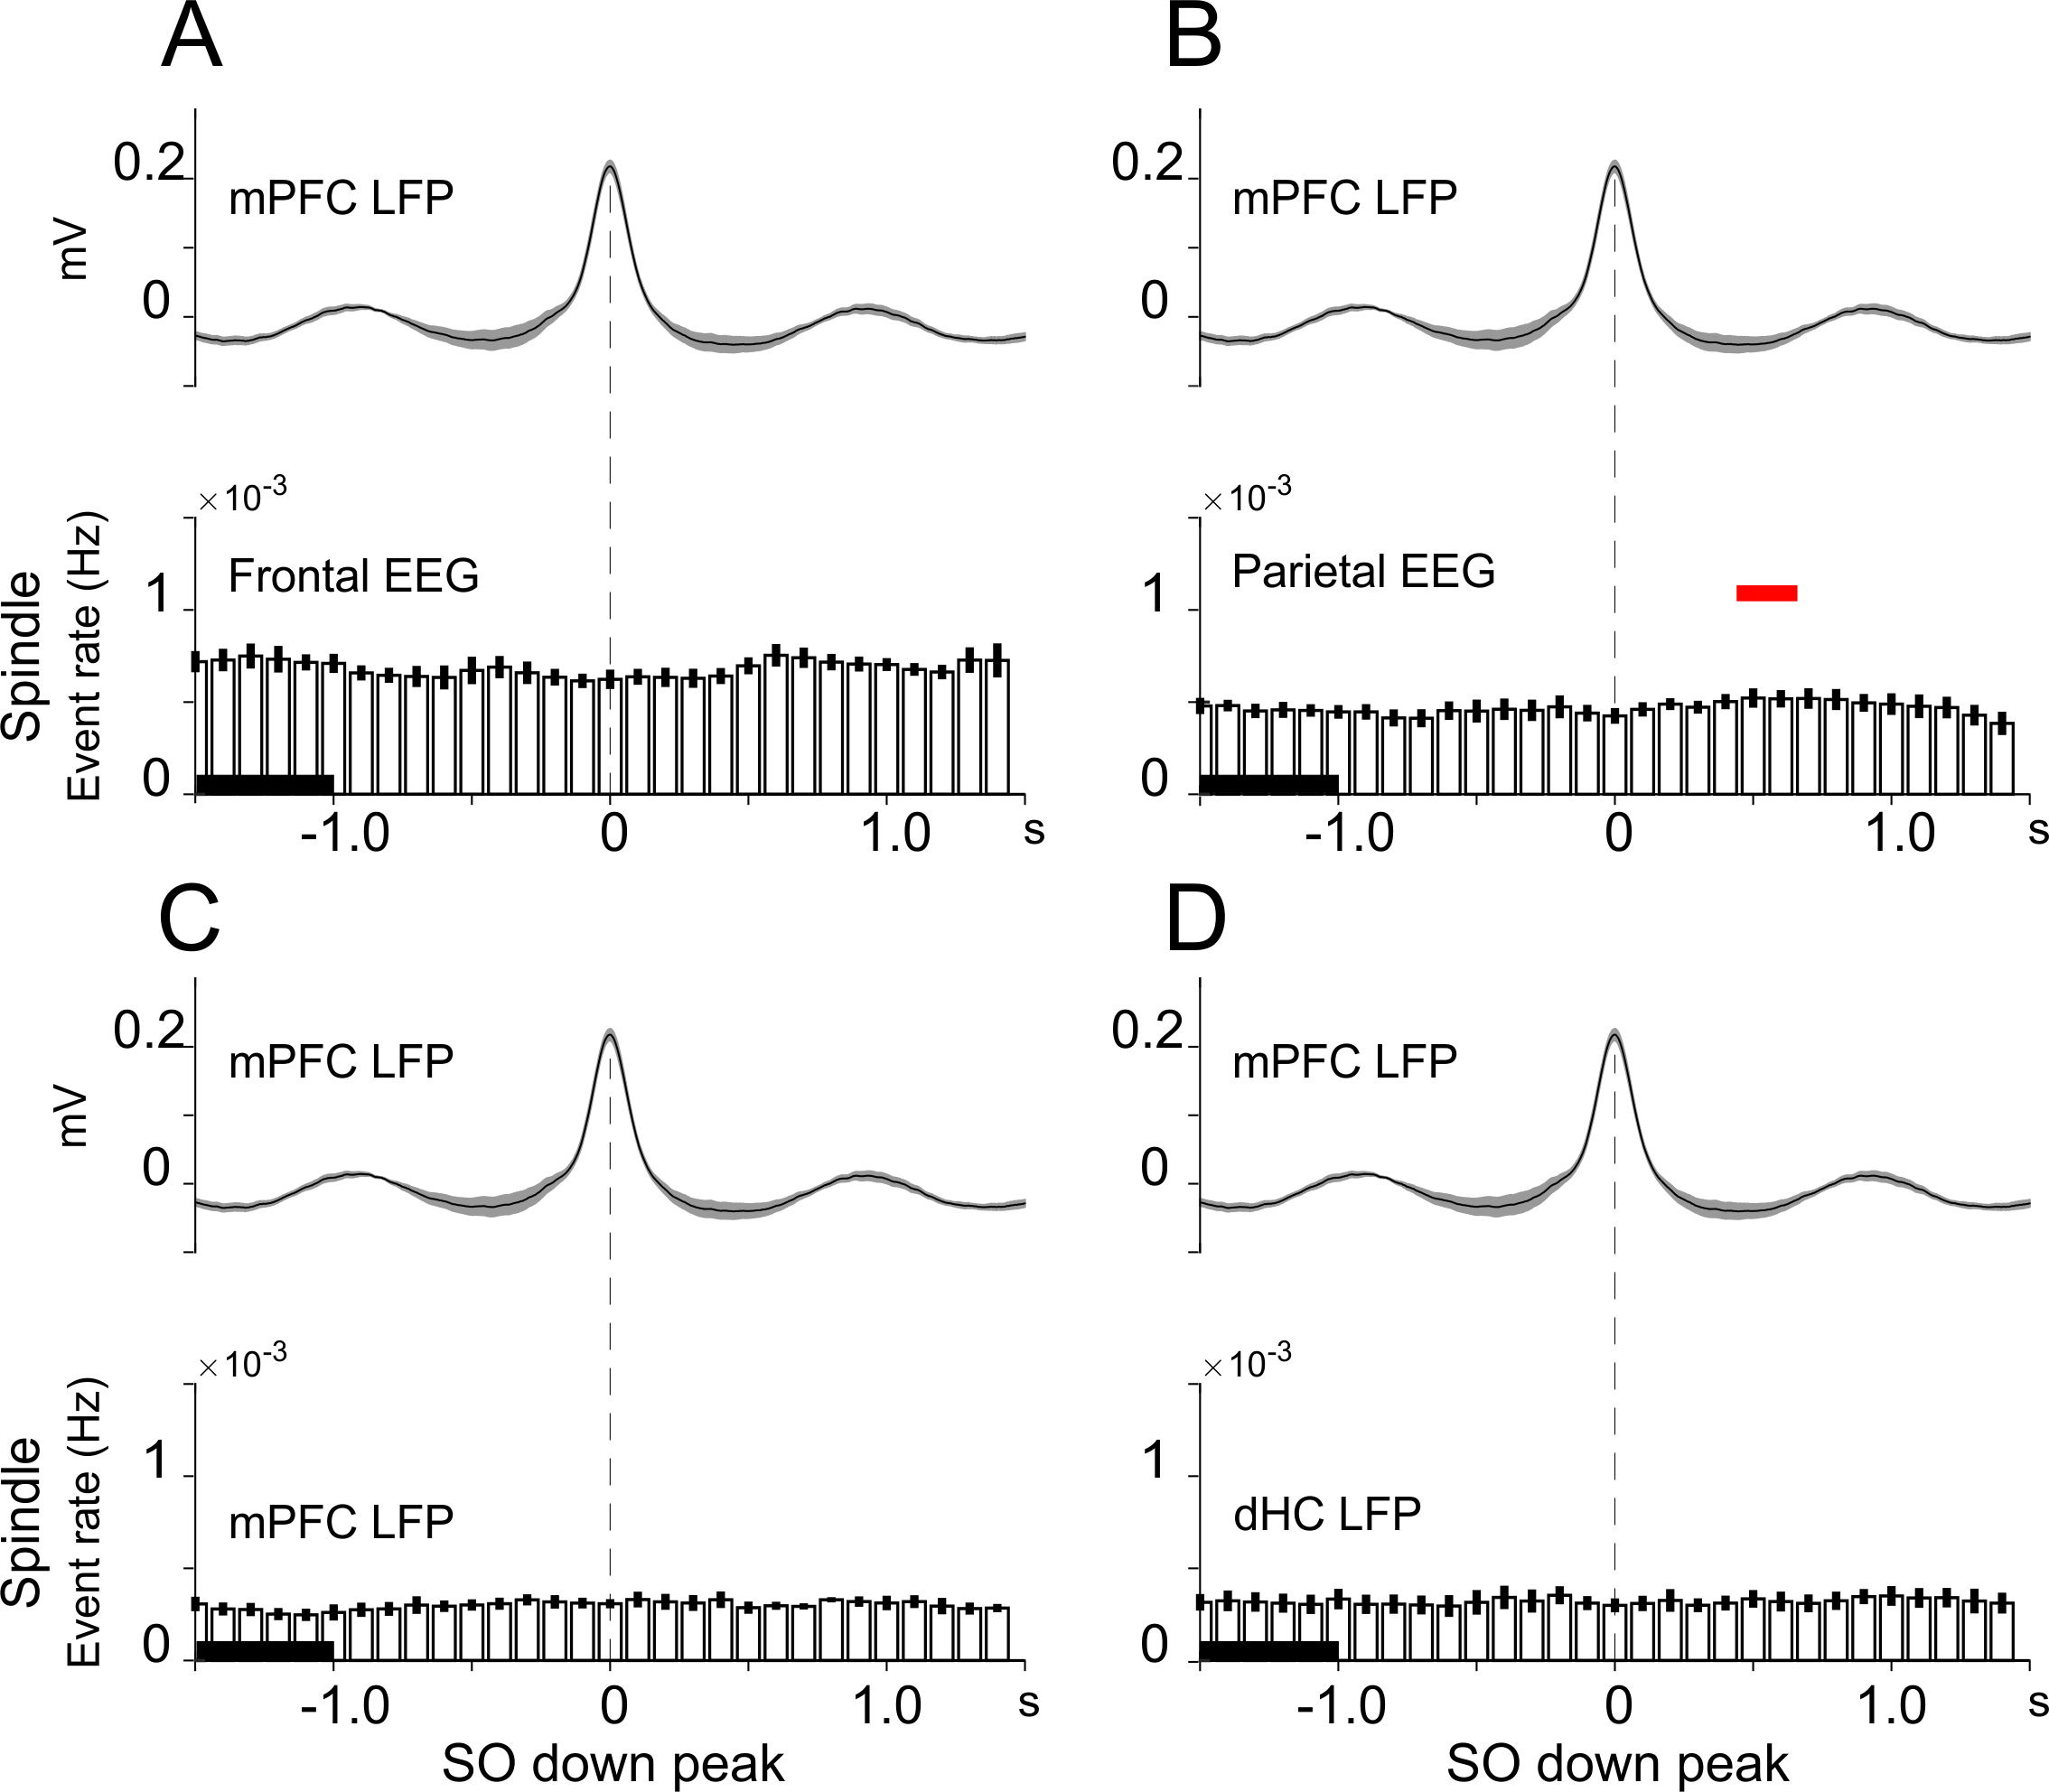 A
B
0.2
mPFC LFP
mV
0
0.2
mPFC LFP
0
×10-3
Frontal EEG
Spindle
Event rate (Hz)
1
0
-1.0
0
1.0
s
×10-3
Parietal EEG
1
0
-1.0
0
1.0
s
C
D
0.2
mPFC LFP
mV
0
0.2
mPFC LFP
0
×10-3
mPFC LFP
Spindle
Event rate (Hz)
1
0
-1.0
0
1.0
s
SO down peak
×10-3
dHC LFP
1
0
-1.0
0
1.0
s
SO down peak